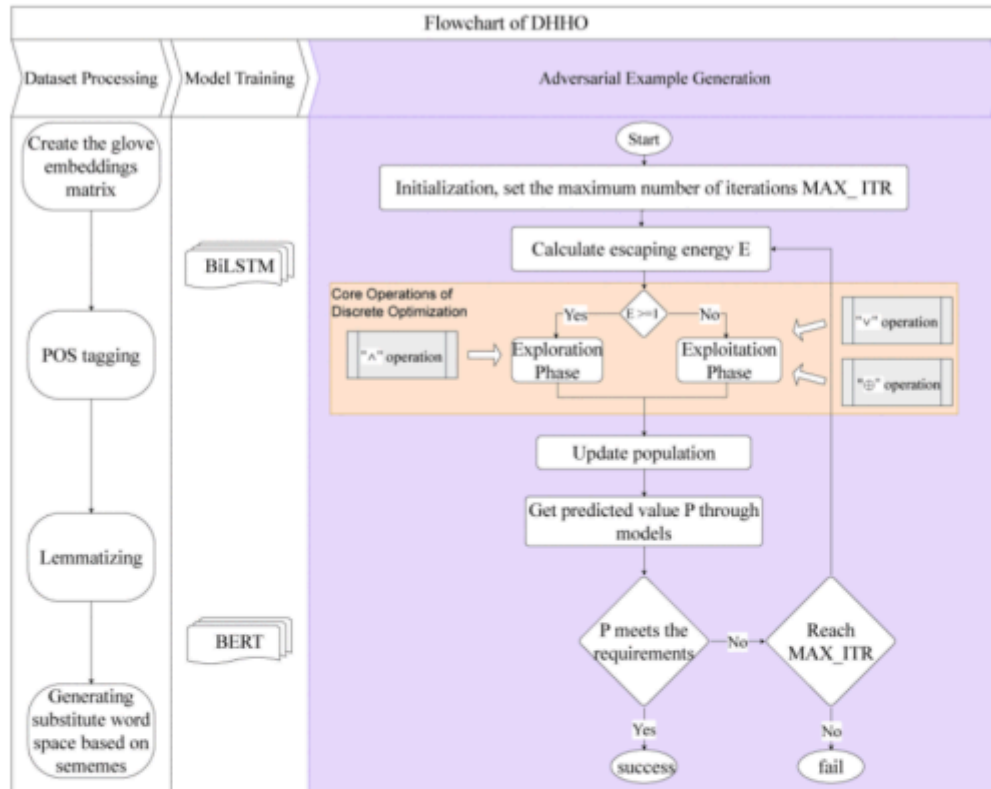 Flowchart of DHHO
Dataset Processing
Model Training
Adversarial Example Generation
Create the glove
embeddings
matrix
POS tagging
Lemmatizing
Generating
substitute word
space based on
sememes
BiLSTM
BERT
Start
Initialization, set the maximum number of iterations MAX_ ITR
Calculate escaping energy E
Core Operations of
Discrete Optimization
E >=1
Yes
No
"∧" operation
Exploration
Phase
Exploitation
Phase
"∨" operation
"⊕" operation
Update population
Get predicted value P through
models
P meets the
requirements
No
Reach
MAX_ITR
Yes
No
success
fail